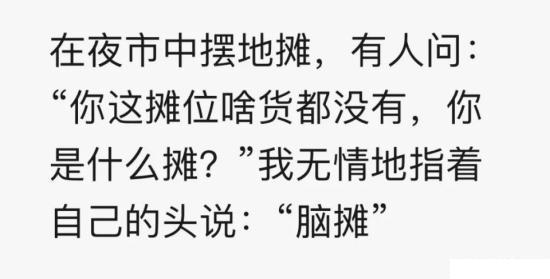 在夜市中摆地摊，有人问：
“你这摊位啥货都没有，你
是什么摊？”我无情地指着
自己的头说：“脑摊”